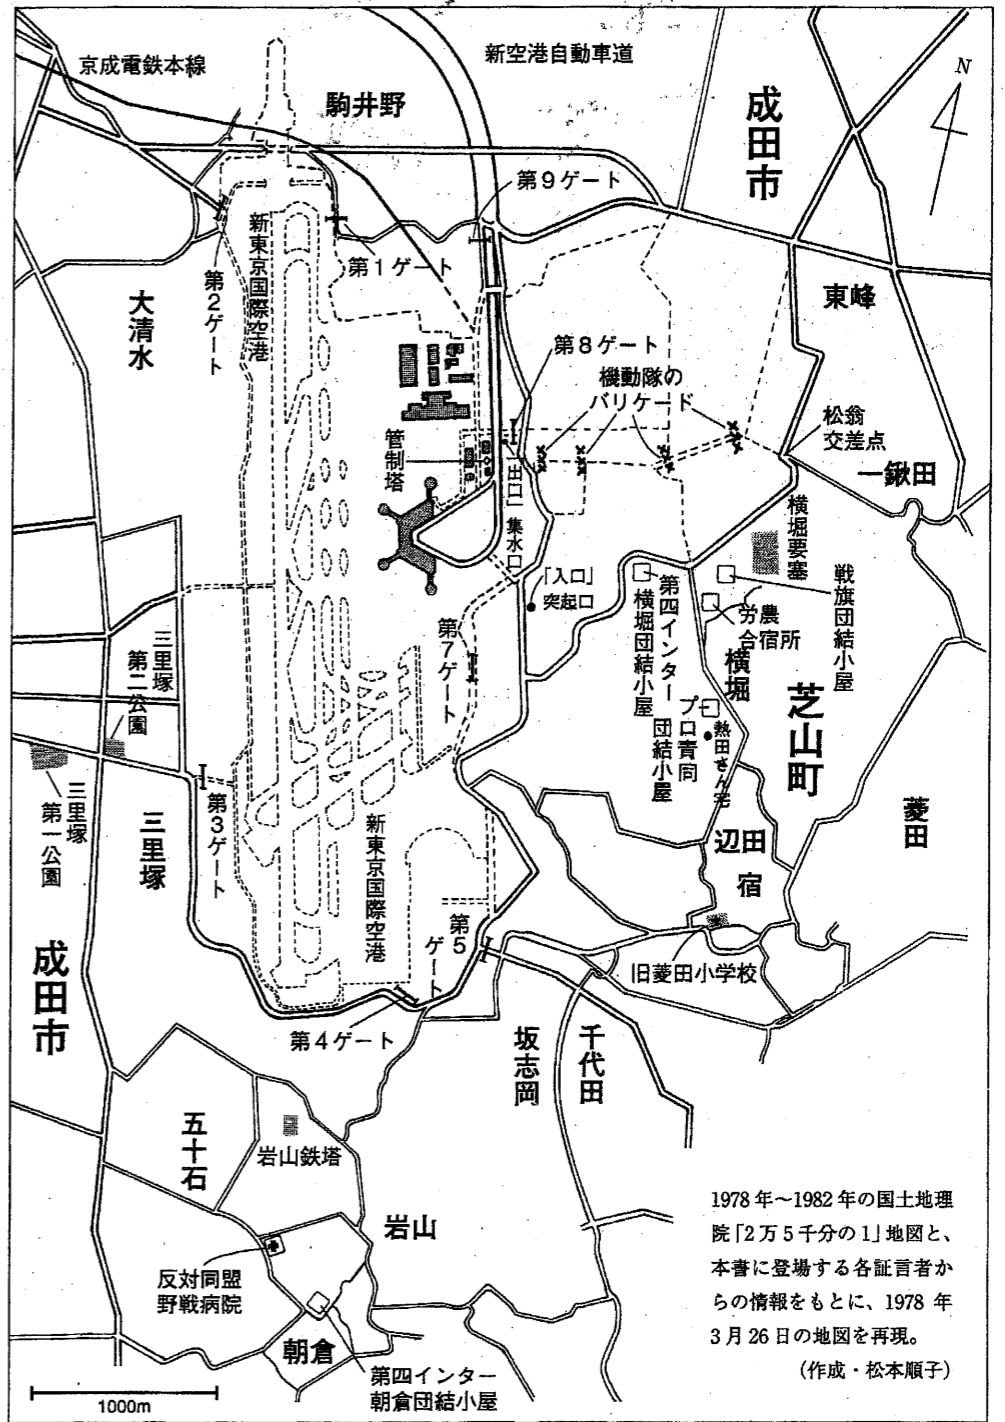 京成電鉄本線
新空港自動車道
駒井野
成田市
N
第9ゲート
新東京国際空港
第1ゲート
第2ゲート
大清水
東峰
第8ゲート
機動隊の
バリケード
松翁
交差点
管制塔
一鍬田
「出口」集水口
横堀要塞
「入口」
突起口
第四インター
横堀団結小屋
戦旗団結小屋
労農
合宿所
横堀
第7ゲート
三里塚
第二公園
プロ青同
団結小屋
熱田さん宅
芝山町
三里塚
第一公園
三里塚
第3ゲート
新東京国際空港
辺田
宿
菱田
第5
ゲート
旧菱田小学校
成田市
第4ゲート
坂志岡
千代田
五十石
岩山鉄塔
岩山
反対同盟
野戦病院
朝倉
第四インター
朝倉団結小屋
1000m
1978年～1982年の国土地理
院「2万5千分の1」地図と、
本書に登場する各証言者か
らの情報をもとに、1978年
3月26日の地図を再現。
(作成・松本順子)